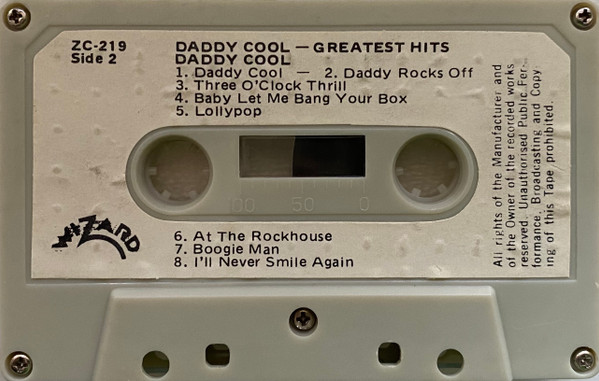 ZC-219
Side 2
DADDY COOL — GREATEST HITS
DADDY COOL
1. Daddy Cool — 2. Daddy Rocks Off
3. Three O'Clock Thrill
4. Baby Let Me Bang Your Box
5. Lollypop
100 50 0
WIZARD
6. At The Rockhouse
7. Boogie Man
8. I'll Never Smile Again
All rights of the Manufacturer and
of the Owner of the recorded works
reserved. Unauthorised Public Per-
formance, Broadcasting and Copy
ing of this Tape prohibited.